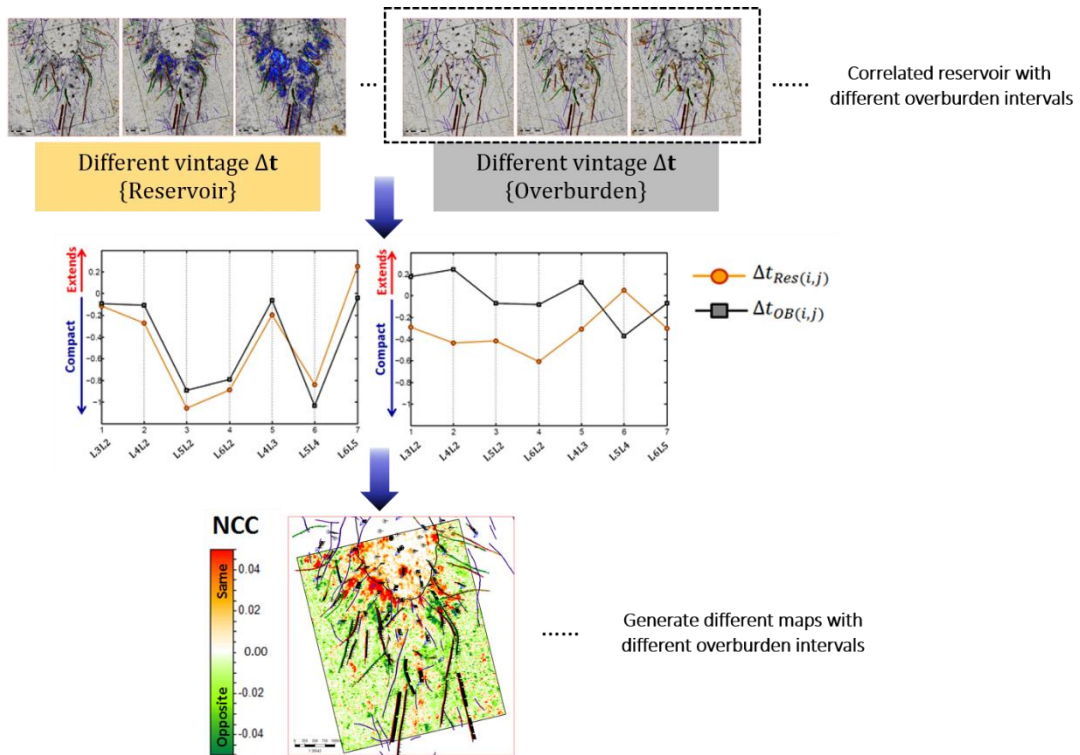 ...
......
Correlated reservoir with
different overburden intervals
Different vintage Δt
{Reservoir}
Different vintage Δt
{Overburden}
Extends
Compact
0.2
0
-0.2
-0.4
-0.6
-0.8
-1
1
2
3
4
5
6
7
L3L2
L4L2
L5L2
L6L2
L4L3
L5L4
L6L5
Extends
Compact
0.2
0
-0.2
-0.4
-0.6
-0.8
-1
1
2
3
4
5
6
7
L3L2
L4L2
L5L2
L6L2
L4L3
L5L4
L6L5
Δt Res(i,j)
Δt OB(i,j)
NCC
Same
Opposite
0.04
0.02
0.00
-0.02
-0.04
......
Generate different maps with
different overburden intervals